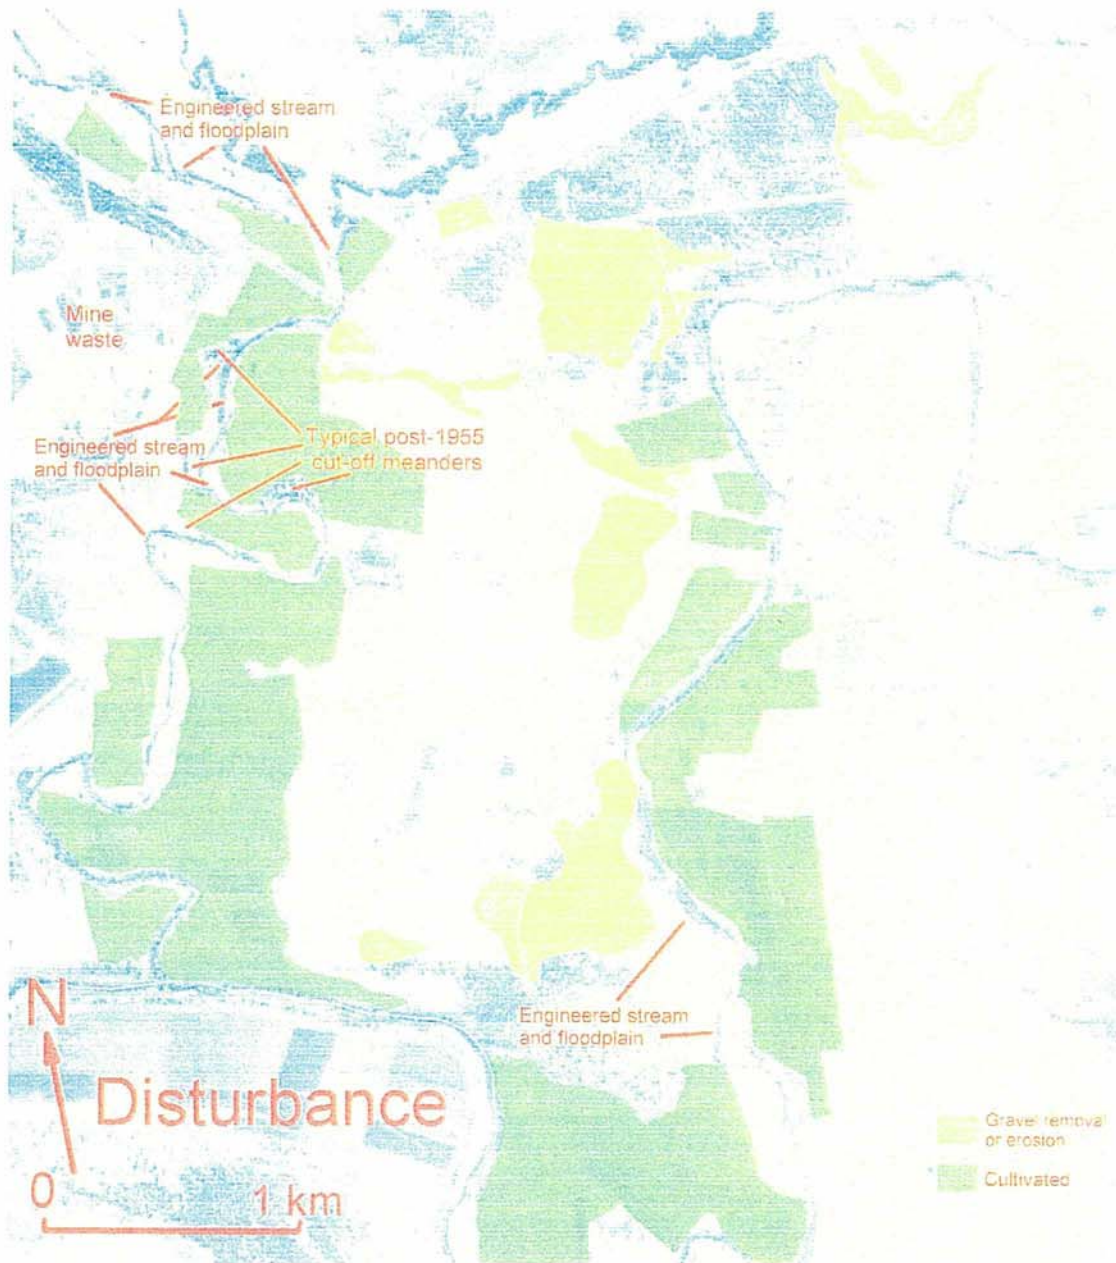 Engineered stream
and floodplain
Mine
waste
Engineered stream
and floodplain
Typical post-1955
cut-off meanders
Engineered stream
and floodplain
N
Disturbance
0 1 km
Gravel removal
or erosion
Cultivated